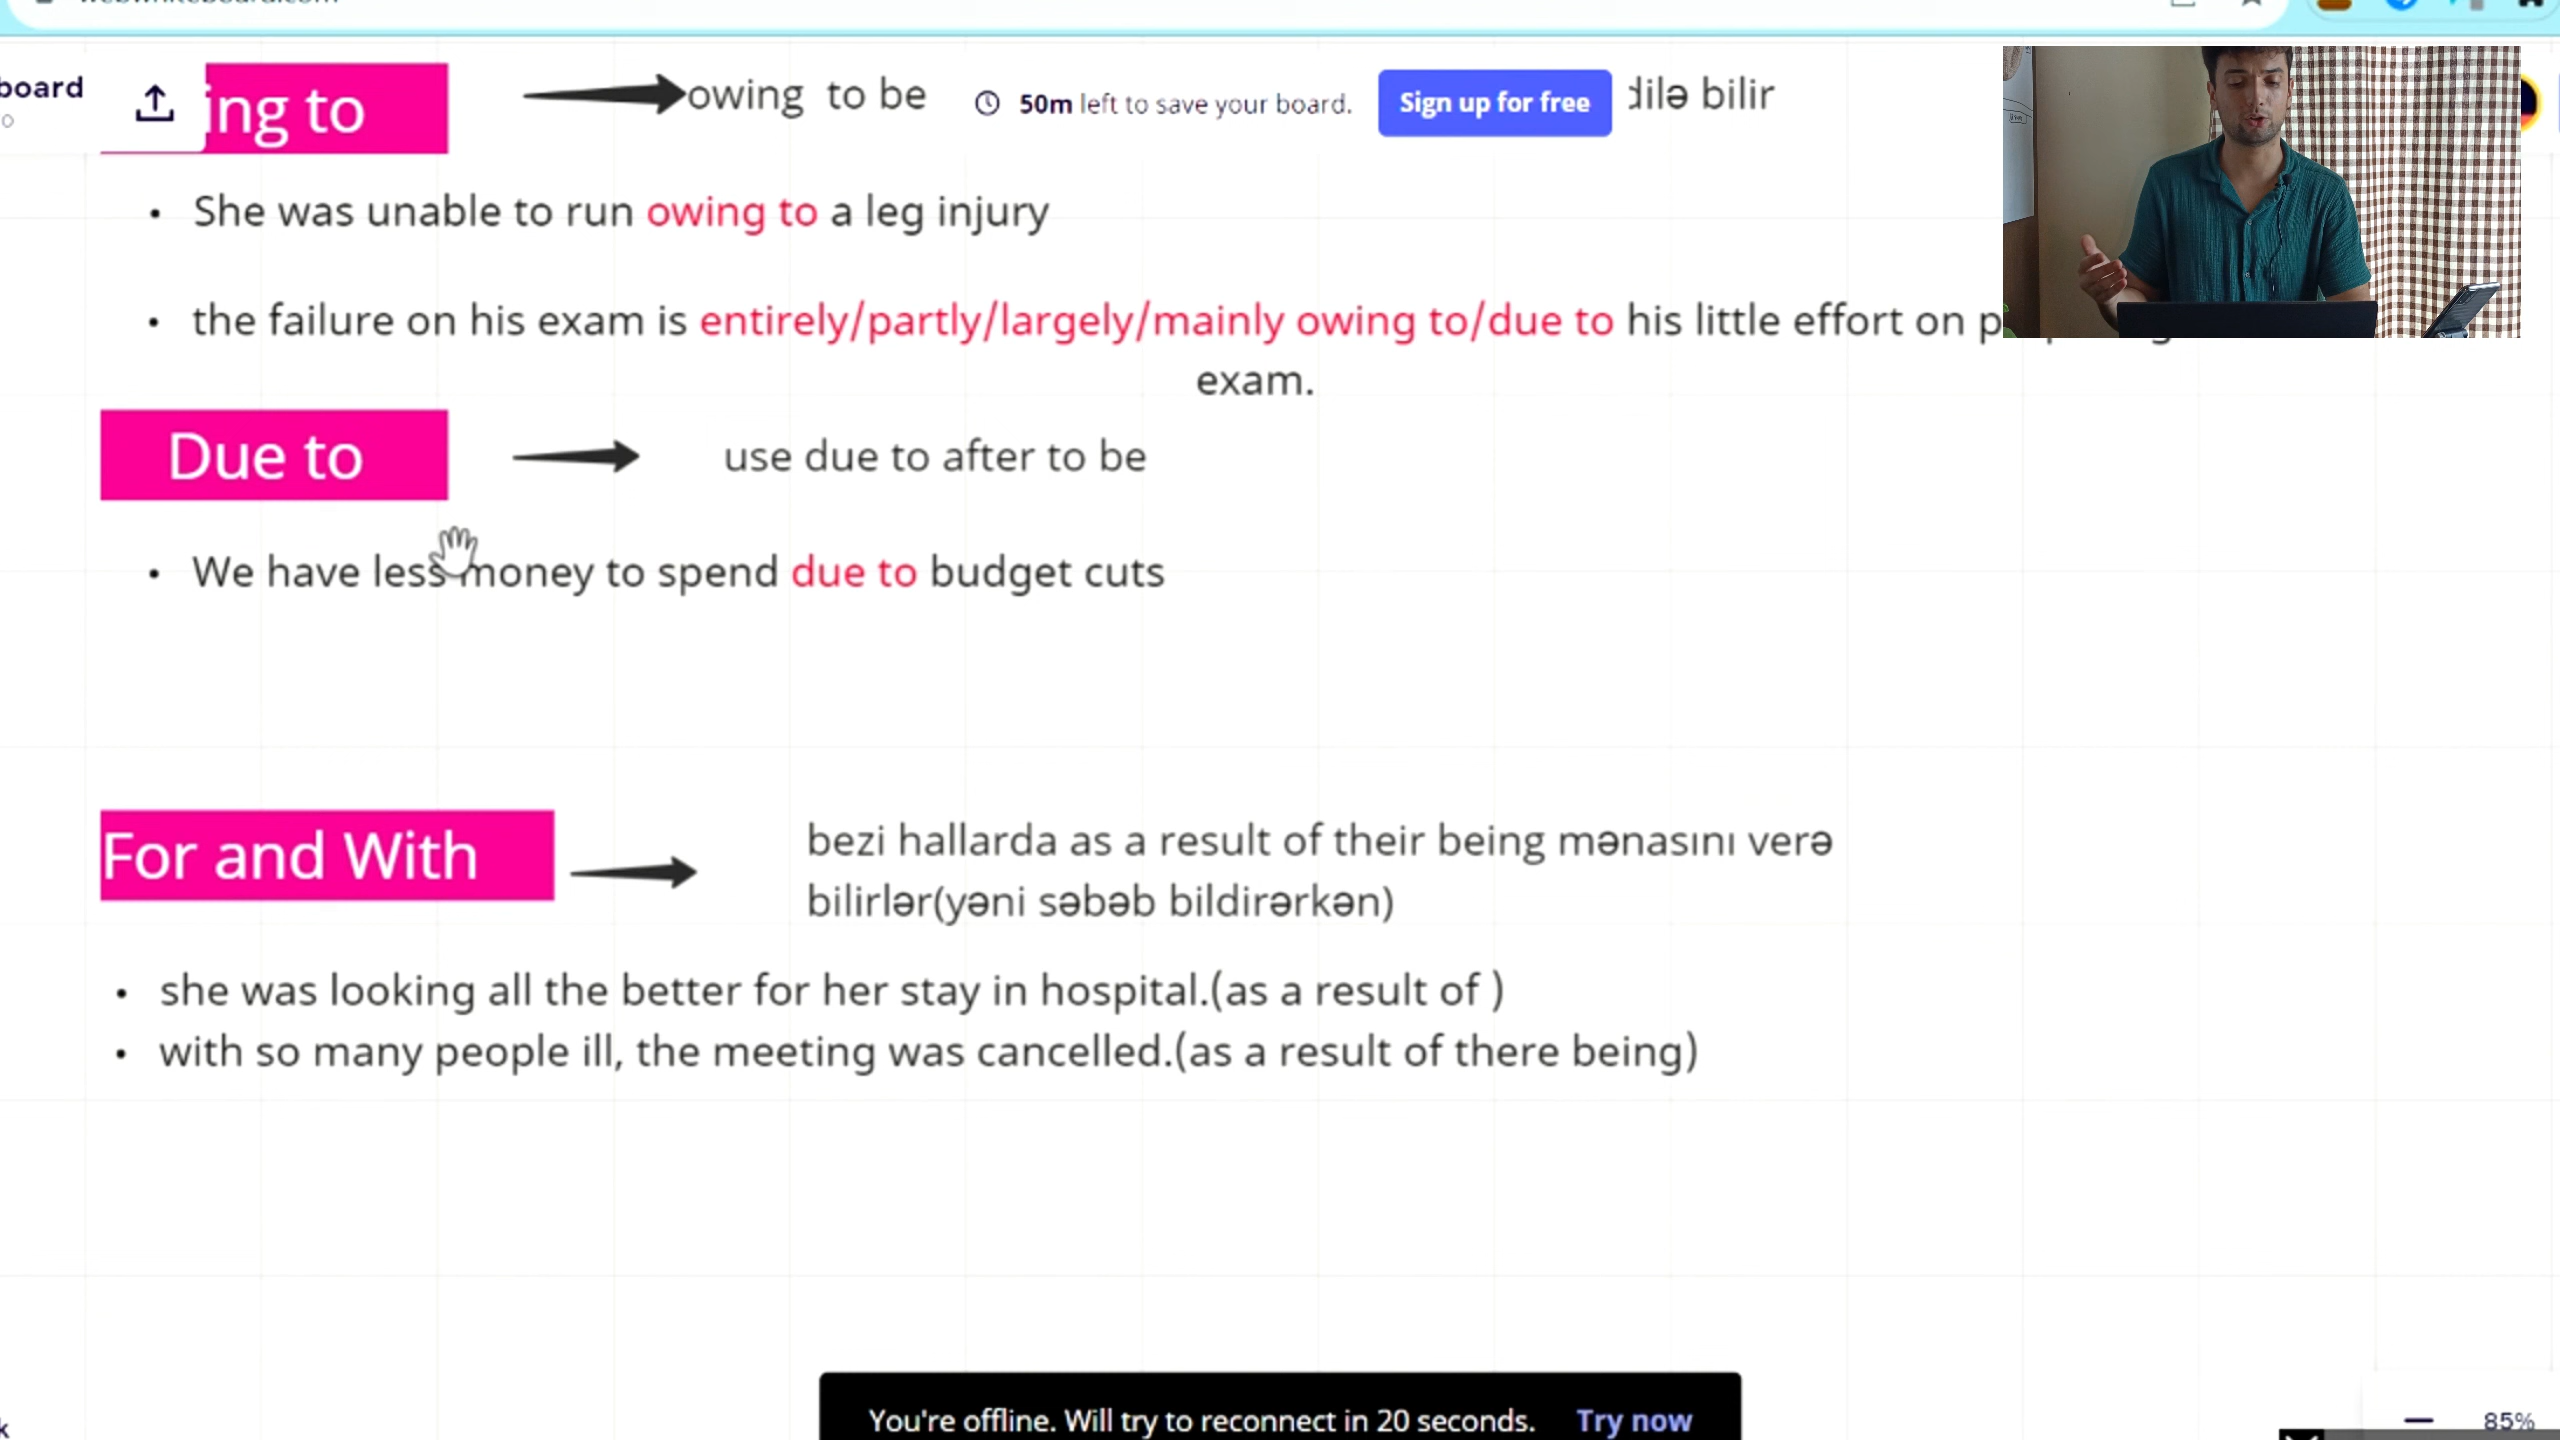 board
ing to
owing to be
50m left to save your board.
Sign up for free
dilə bilir
• She was unable to run owing to a leg injury
• the failure on his exam is entirely/partly/largely/mainly owing to/due to his little effort on
exam.
Due to
use due to after to be
• We have less money to spend due to budget cuts
For and With
bezi hallarda as a result of their being mənasını verə
bilirlər(yəni səbəb bildirərkən)
• she was looking all the better for her stay in hospital.(as a result of )
• with so many people ill, the meeting was cancelled.(as a result of there being)
You're offline. Will try to reconnect in 20 seconds. Try now
85%